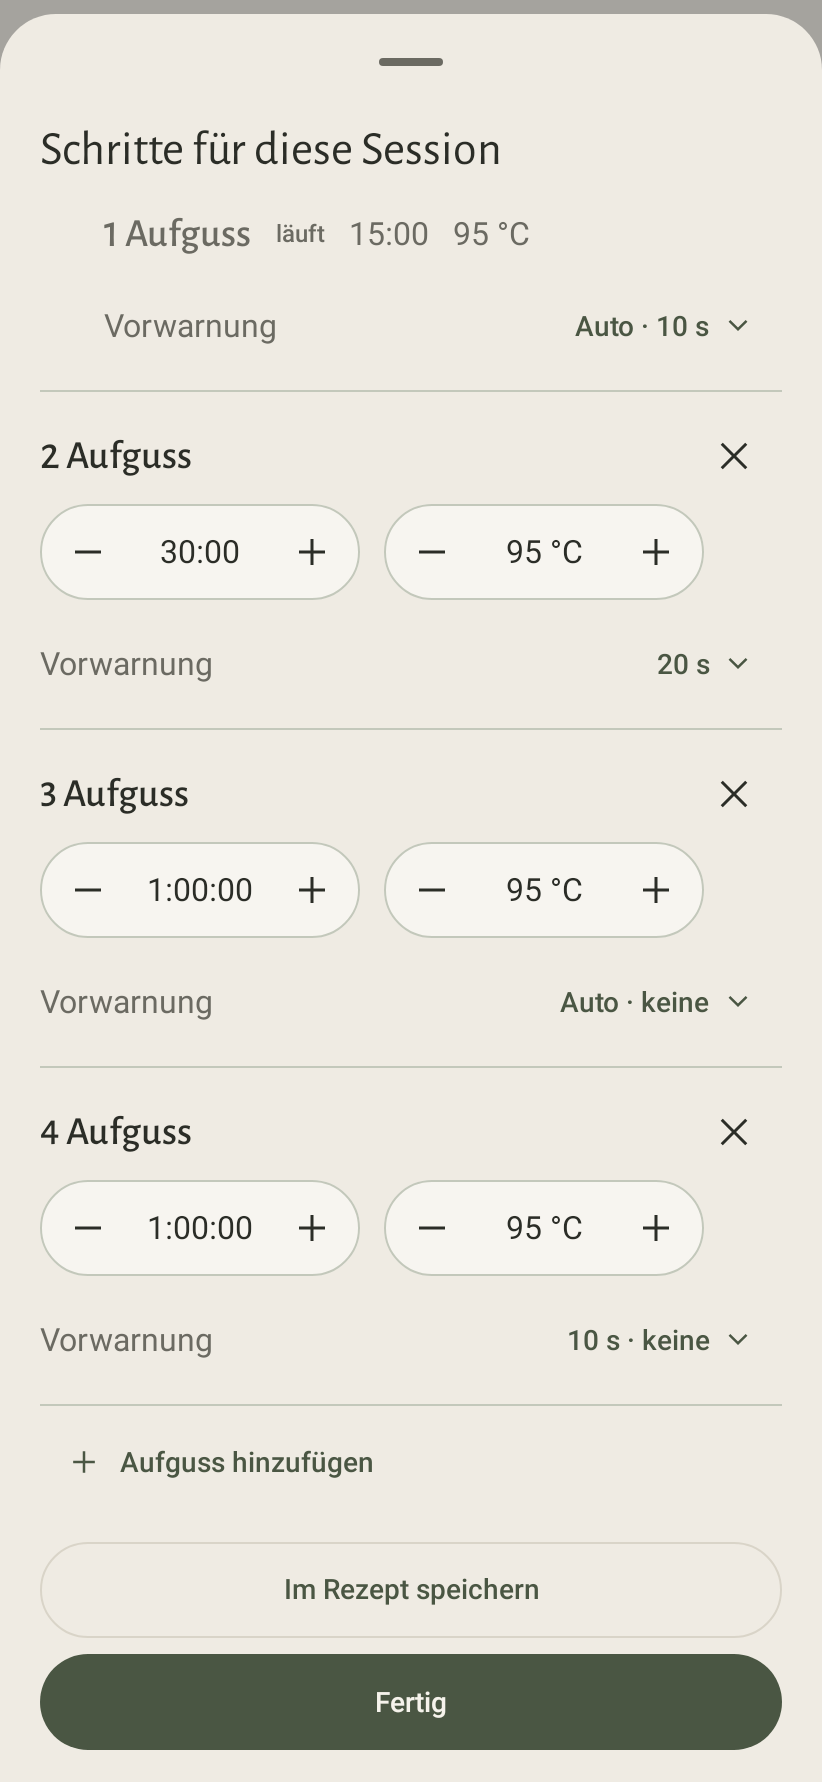 Schritte für diese Session
1 Aufguss läuft 15:00 95 °C
Vorwarnung Auto · 10 s
2 Aufguss
30:00 95 °C
Vorwarnung 20 s
3 Aufguss
1:00:00 95 °C
Vorwarnung Auto · keine
4 Aufguss
1:00:00 95 °C
Vorwarnung 10 s · keine
Aufguss hinzufügen
Im Rezept speichern
Fertig